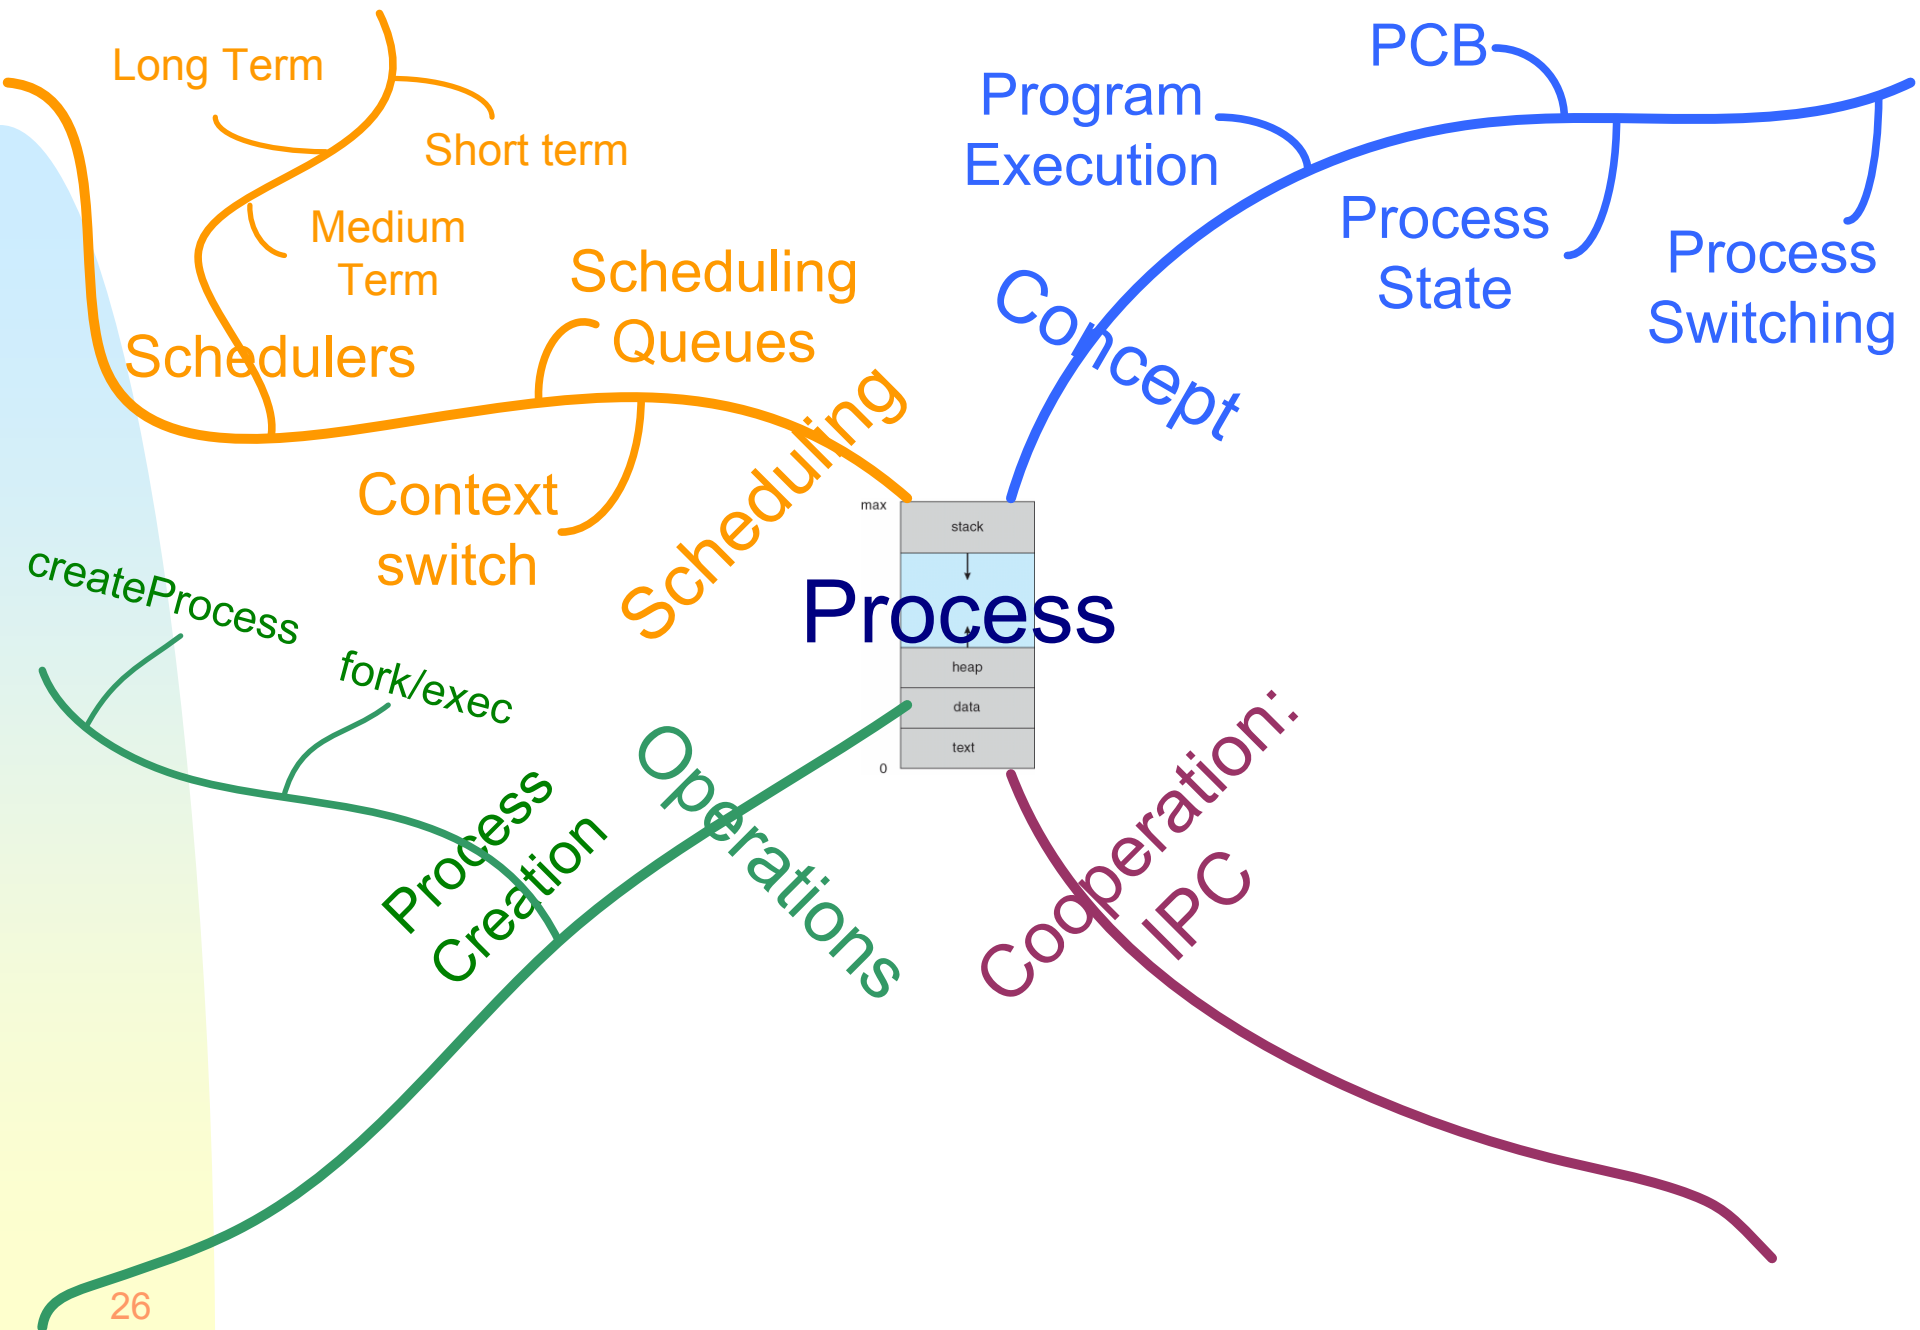 Long Term
Short term
Medium
Term
Schedulers
Scheduling
Queues
Context
switch
Scheduling
PCB
Program
Execution
Process
State
Process
Switching
Concept
max
stack
Process
heap
data
text
0
createProcess
fork/exec
Process
Creation
Operations
Cooperation:
IPC
26